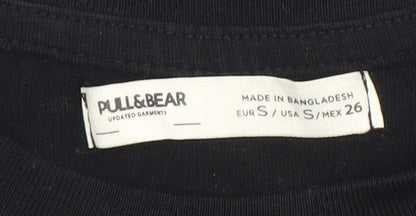 PULL&BEAR
UPDATED GARMENTS
MADE IN BANGLADESH
EUR S / USA S / MEX 26